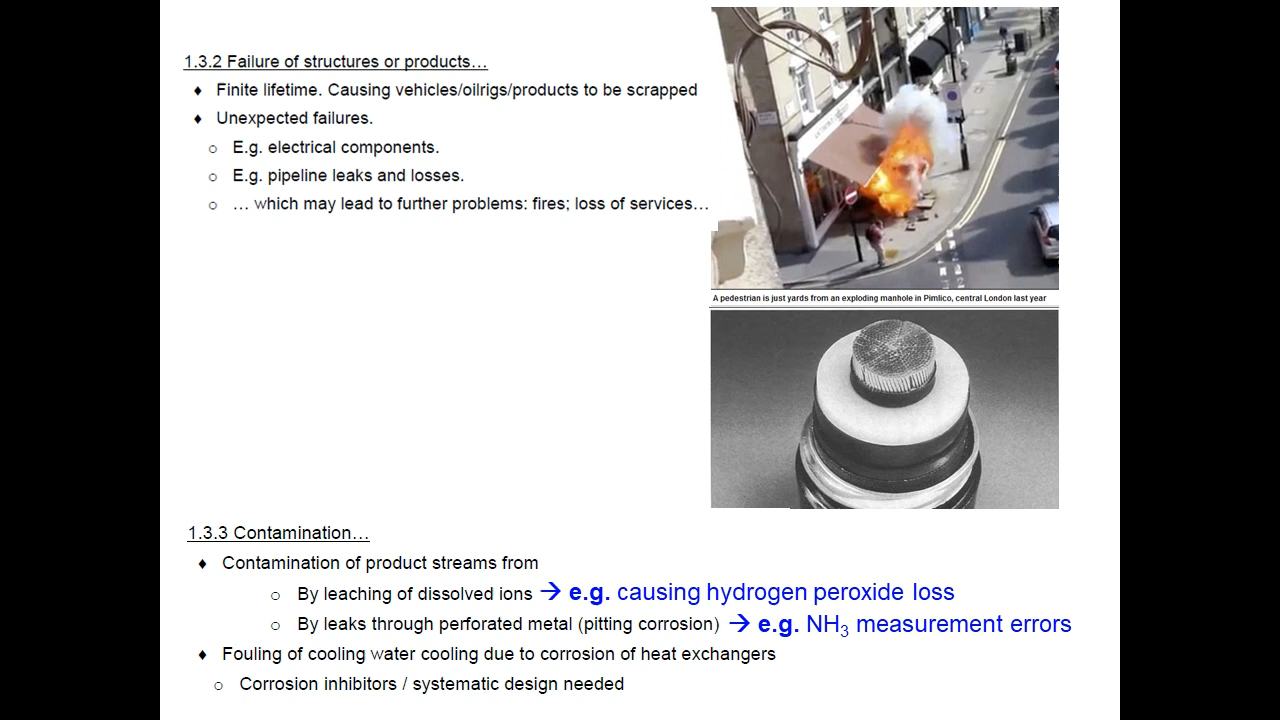 1.3.2 Failure of structures or products…
♦ Finite lifetime. Causing vehicles/oilrigs/products to be scrapped
♦ Unexpected failures.
o E.g. electrical components.
o E.g. pipeline leaks and losses.
o … which may lead to further problems: fires; loss of services…
A pedestrian is just yards from an exploding manhole in Pimlico, central London last year
1.3.3 Contamination…
♦ Contamination of product streams from
o By leaching of dissolved ions → e.g. causing hydrogen peroxide loss
o By leaks through perforated metal (pitting corrosion) → e.g. NH3 measurement errors
♦ Fouling of cooling water cooling due to corrosion of heat exchangers
o Corrosion inhibitors / systematic design needed